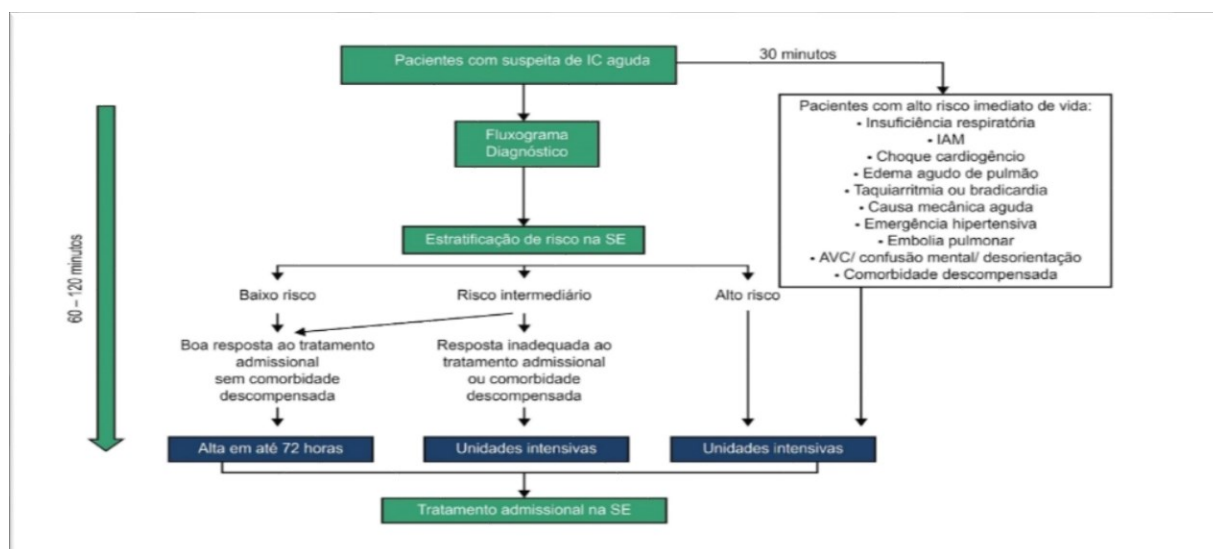 Pacientes com suspeita de IC aguda
30 minutos
Pacientes com alto risco imediato de vida:
- Insuficiência respiratória
- IAM
- Choque cardiogêncio
- Edema agudo de pulmão
- Taquiarritmia ou bradicardia
- Causa mecânica aguda
- Emergência hipertensiva
- Embolia pulmonar
- AVC/ confusão mental/ desorientação
- Comorbidade descompensada
Fluxograma
Diagnóstico
60 – 120 minutos
Estratificação de risco na SE
Baixo risco
Risco intermediário
Alto risco
Boa resposta ao tratamento
admissional
sem comorbidade
descompensada
Resposta inadequada ao
tratamento admissional
ou comorbidade
descompensada
Alta em até 72 horas
Unidades intensivas
Unidades intensivas
Tratamento admissional na SE